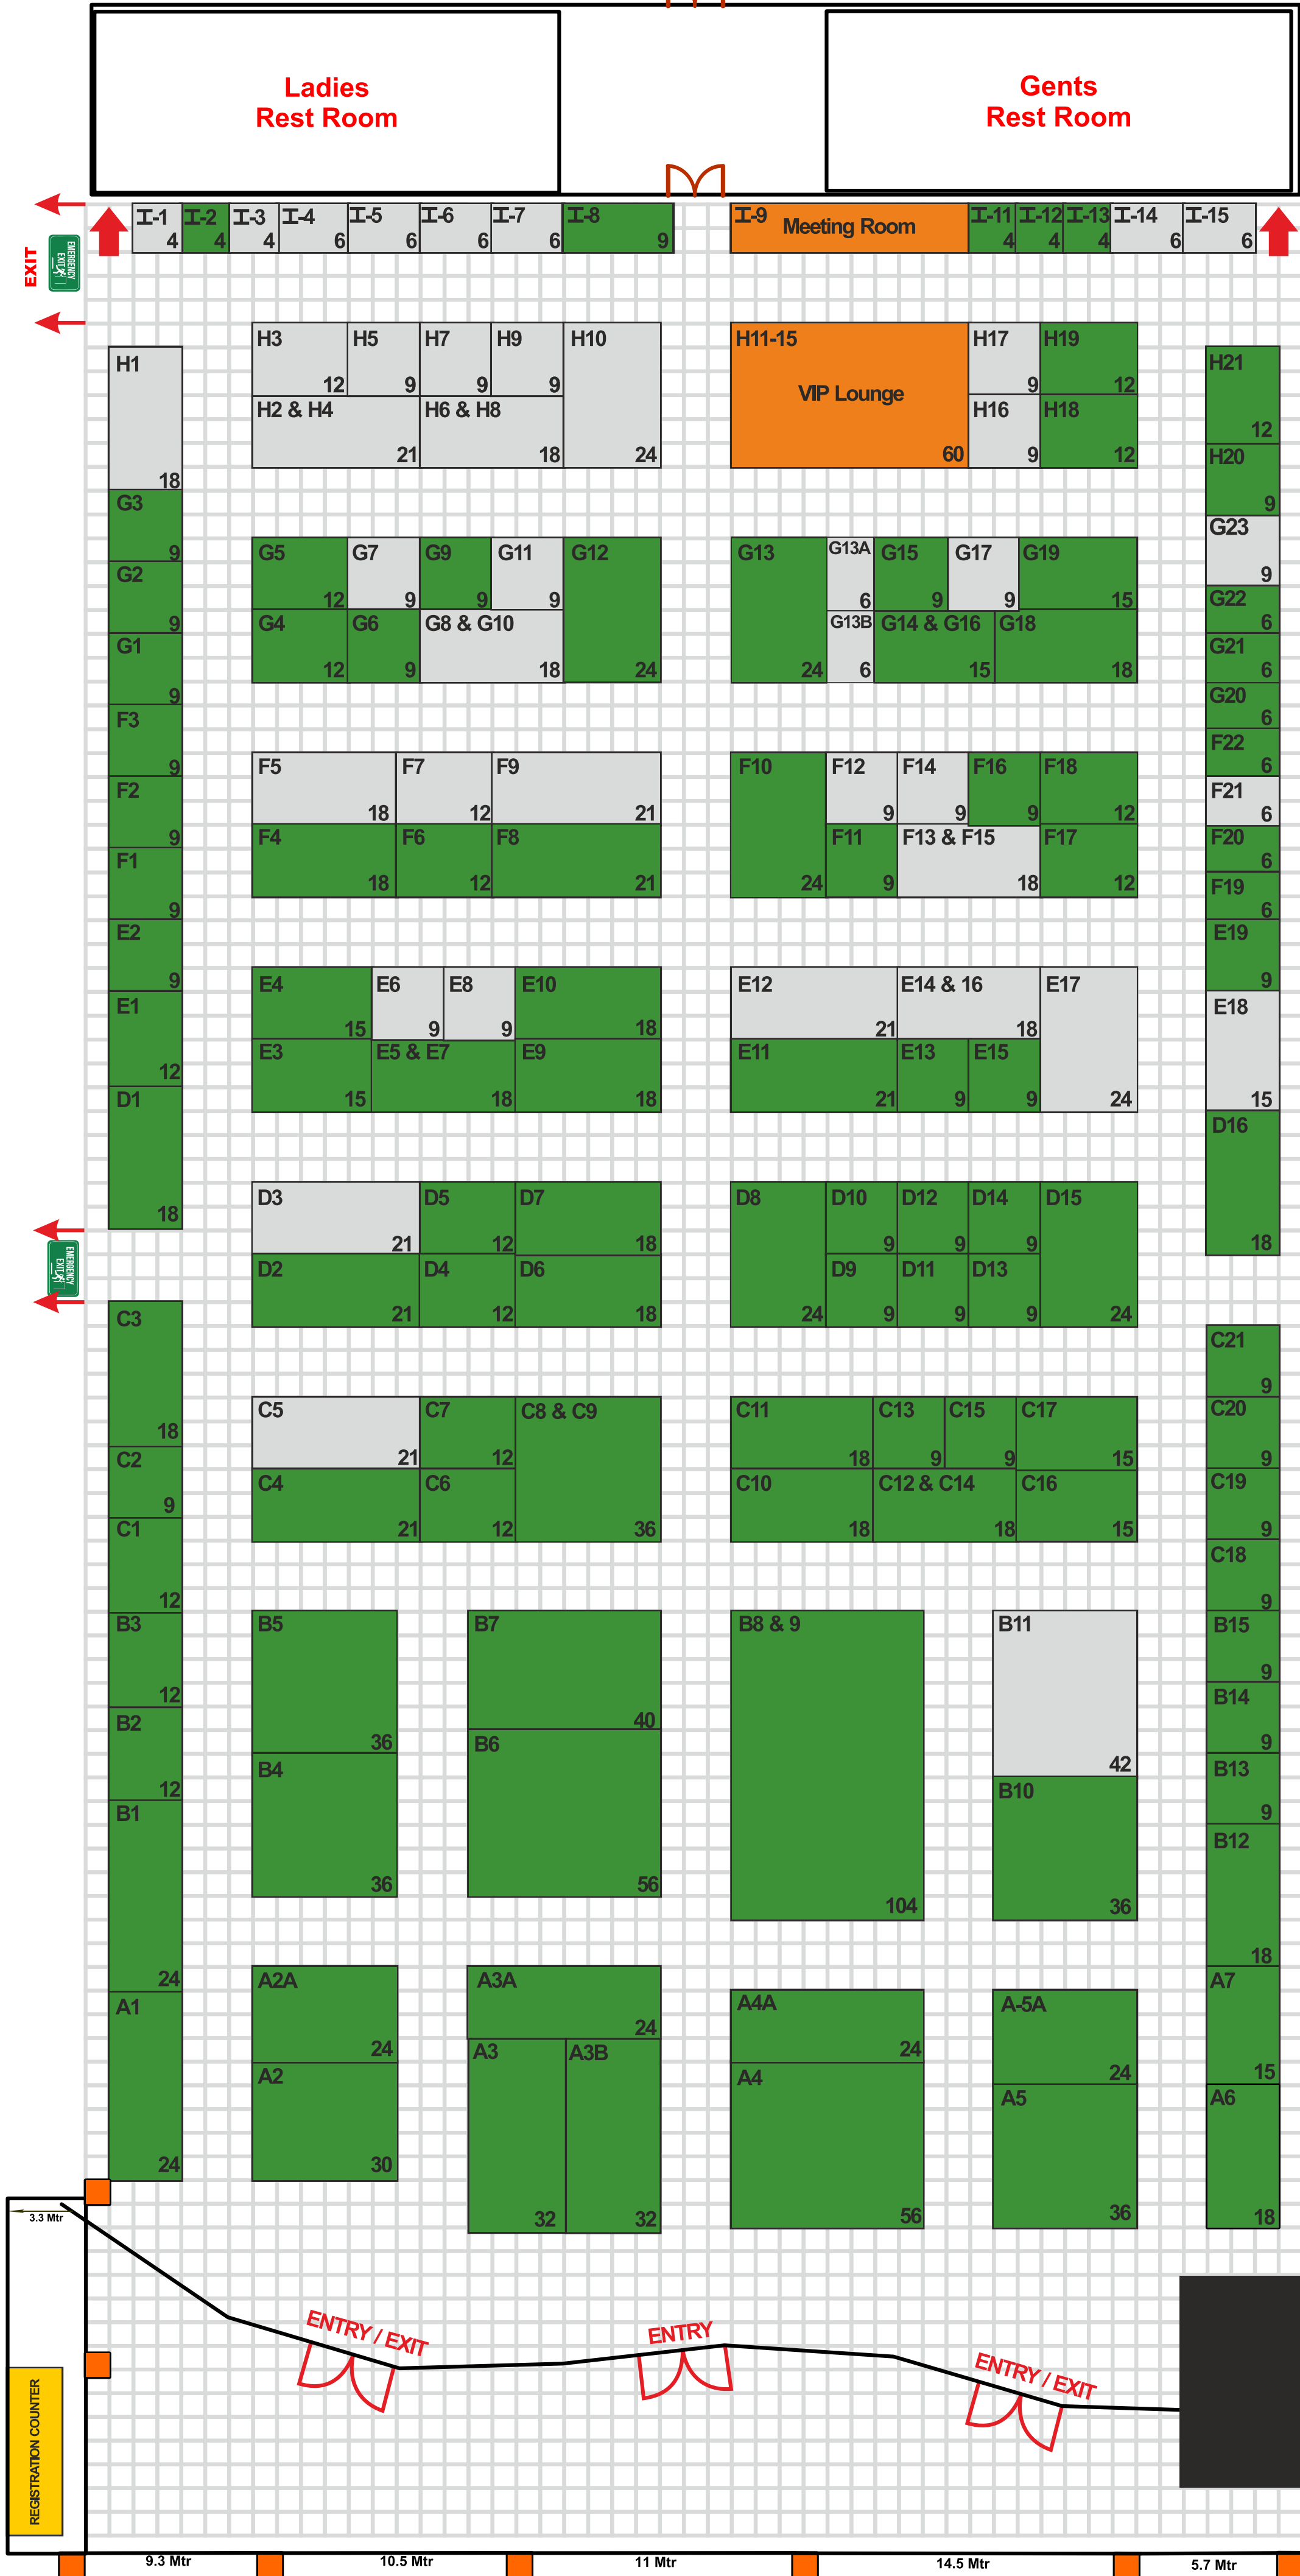 Ladies
Rest Room
Gents
Rest Room
I-1
4
I-2
4
I-3
4
I-4
6
I-5
6
I-6
6
I-7
6
I-8
9
I-9
Meeting Room
I-11
4
I-12
4
I-13
4
I-14
6
I-15
6
EXIT
EMERGENCY
EXIT
H1
18
G3
9
G2
9
G1
9
F3
9
F2
9
F1
9
E2
9
E1
12
D1
18
EMERGENCY
EXIT
C3
18
C2
9
C1
12
B3
12
B2
12
B1
24
A1
24
H3
12
H5
9
H7
9
H9
9
H10
24
H2 & H4
21
H6 & H8
18
H11-15
VIP Lounge
60
H17
9
H19
12
H16
9
H18
12
H21
12
H20
9
G23
9
G22
6
G21
6
G20
6
F22
6
F21
6
F20
6
F19
6
E19
9
E18
15
D16
18
G5
12
G7
9
G9
9
G11
9
G12
24
G4
12
G6
9
G8 & G10
18
G13
24
G13A
6
G15
9
G17
9
G19
15
G13B
6
G14 & G16
15
G18
18
F5
18
F7
12
F9
21
F4
18
F6
12
F8
21
F10
24
F12
9
F14
9
F16
9
F18
12
F11
9
F13 & F15
18
F17
12
E4
15
E6
9
E8
9
E10
18
E3
15
E5 & E7
18
E9
18
E12
21
E14 & 16
18
E17
24
E11
21
E13
9
E15
9
D3
21
D5
12
D7
18
D2
21
D4
12
D6
18
D8
24
D10
9
D12
9
D14
9
D15
24
D9
9
D11
9
D13
9
C5
21
C7
12
C8 & C9
36
C4
21
C6
12
C11
18
C13
9
C15
9
C17
15
C10
18
C12 & C14
18
C16
15
C21
9
C20
9
C19
9
C18
9
B15
9
B14
9
B13
9
B12
18
A7
15
A6
18
B5
36
B4
36
B7
40
B6
56
B8 & 9
104
B11
42
B10
36
A2A
24
A2
30
A3A
24
A3
32
A3B
32
A4A
24
A4
56
A-5A
24
A5
36
3.3 Mtr
ENTRY / EXIT
ENTRY
ENTRY / EXIT
REGISTRATION COUNTER
9.3 Mtr
10.5 Mtr
11 Mtr
14.5 Mtr
5.7 Mtr